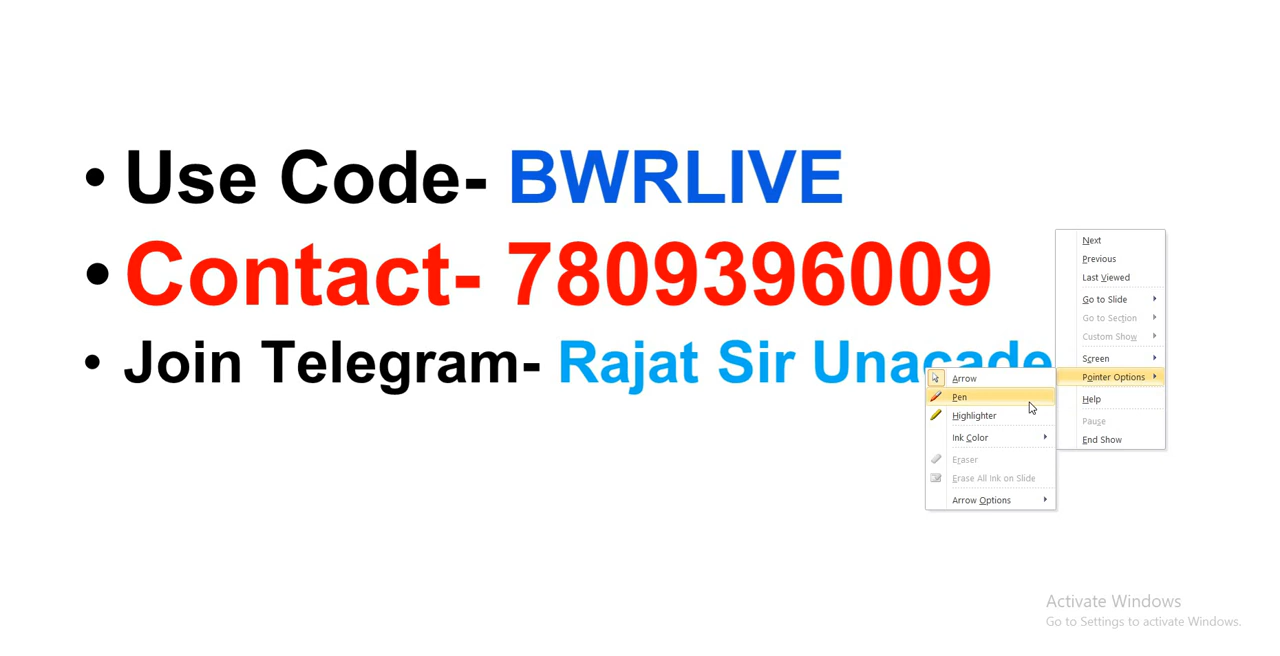 • Use Code- BWRLIVE
• Contact- 7809396009
• Join Telegram- Rajat Sir Unacade
Next
Previous
Last Viewed
Go to Slide
Go to Section
Custom Show
Screen
Pointer Options
Help
Pause
End Show
Arrow
Pen
Highlighter
Ink Color
Eraser
Erase All Ink on Slide
Arrow Options
Activate Windows
Go to Settings to activate Windows.